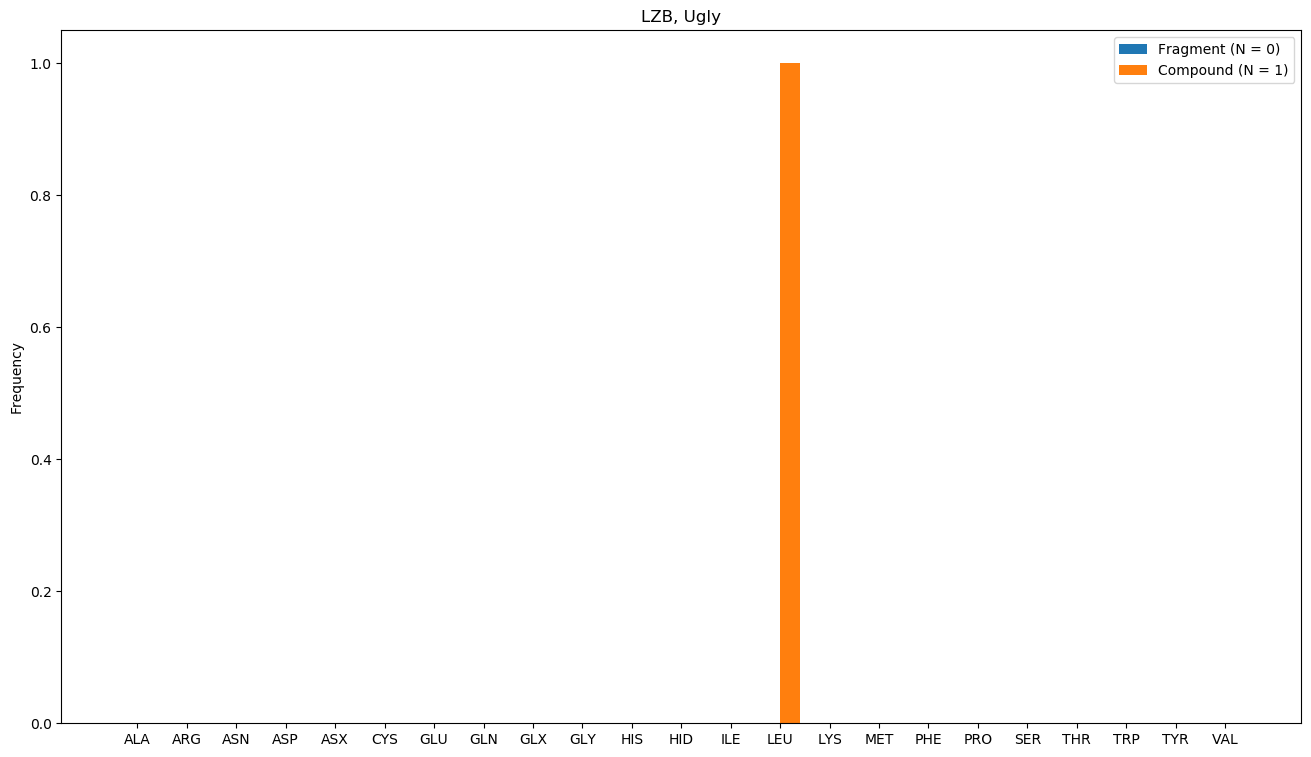 LZB, Ugly
Fragment (N = 0)
Compound (N = 1)
Frequency
1.0
0.8
0.6
0.4
0.2
0.0
ALA ARG ASN ASP ASX CYS GLU GLN GLX GLY HIS HID ILE LEU LYS MET PHE PRO SER THR TRP TYR VAL